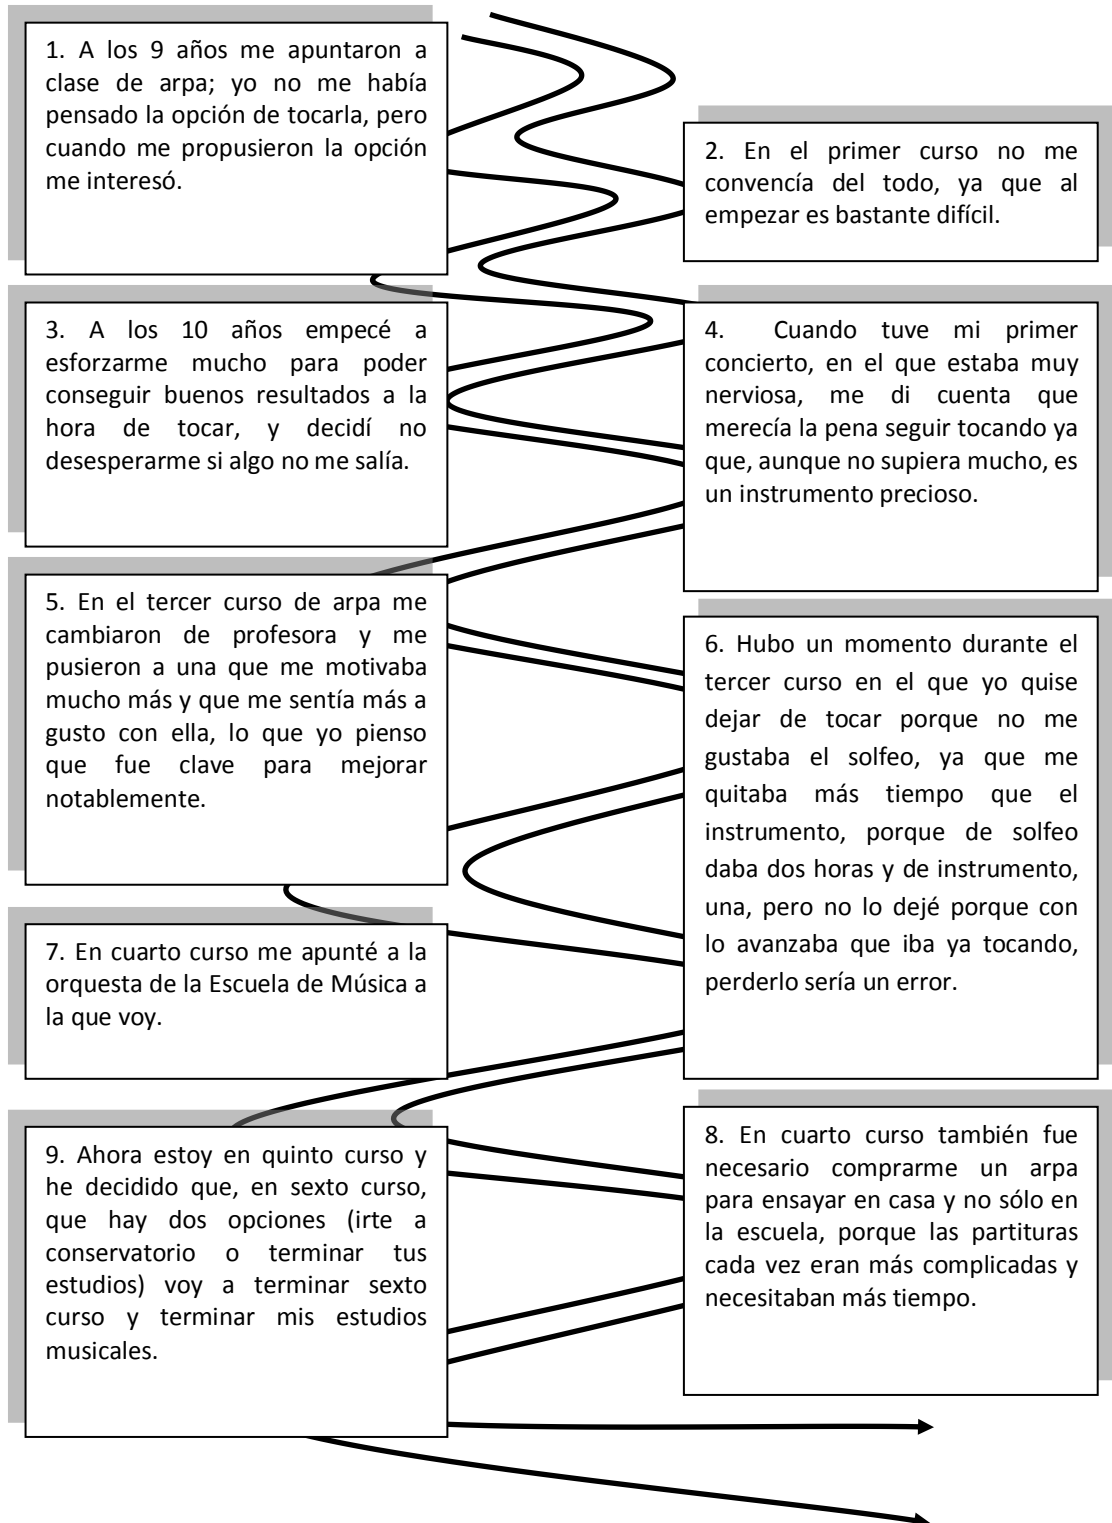 1. A los 9 años me apuntaron a
clase de arpa; yo no me había
pensado la opción de tocarla, pero
cuando me propusieron la opción
me interesó.
2. En el primer curso no me
convencía del todo, ya que al
empezar es bastante difícil.
3. A los 10 años empecé a
esforzarme mucho para poder
conseguir buenos resultados a la
hora de tocar, y decidí no
desesperarme si algo no me salía.
4. Cuando tuve mi primer
concierto, en el que estaba muy
nerviosa, me di cuenta que
merecía la pena seguir tocando ya
que, aunque no supiera mucho, es
un instrumento precioso.
5. En el tercer curso de arpa me
cambiaron de profesora y me
pusieron a una que me motivaba
mucho más y que me sentía más a
gusto con ella, lo que yo pienso
que fue clave para mejorar
notablemente.
6. Hubo un momento durante el
tercer curso en el que yo quise
dejar de tocar porque no me
gustaba el solfeo, ya que me
quitaba más tiempo que el
instrumento, porque de solfeo
daba dos horas y de instrumento,
una, pero no lo dejé porque con
lo avanzaba que iba ya tocando,
perderlo sería un error.
7. En cuarto curso me apunté a la
orquesta de la Escuela de Música a
la que voy.
8. En cuarto curso también fue
necesario comprarme un arpa
para ensayar en casa y no sólo en
la escuela, porque las partituras
cada vez eran más complicadas y
necesitaban más tiempo.
9. Ahora estoy en quinto curso y
he decidido que, en sexto curso,
que hay dos opciones (irte a
conservatorio o terminar tus
estudios) voy a terminar sexto
curso y terminar mis estudios
musicales.